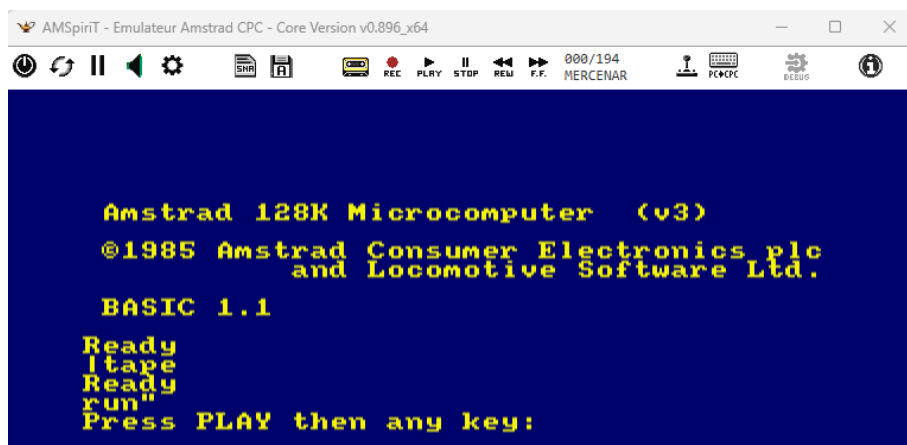 AMSpiriT - Emulateur Amstrad CPC - Core Version v0.896_x64
SNA A REC PLAY STOP REW F.F. 000/194 MERCENAR PC CPC DEBUG
Amstrad 128K Microcomputer (v3)
©1985 Amstrad Consumer Electronics plc
and Locomotive Software Ltd.
BASIC 1.1
Ready
|tape
Ready
run"
Press PLAY then any key: